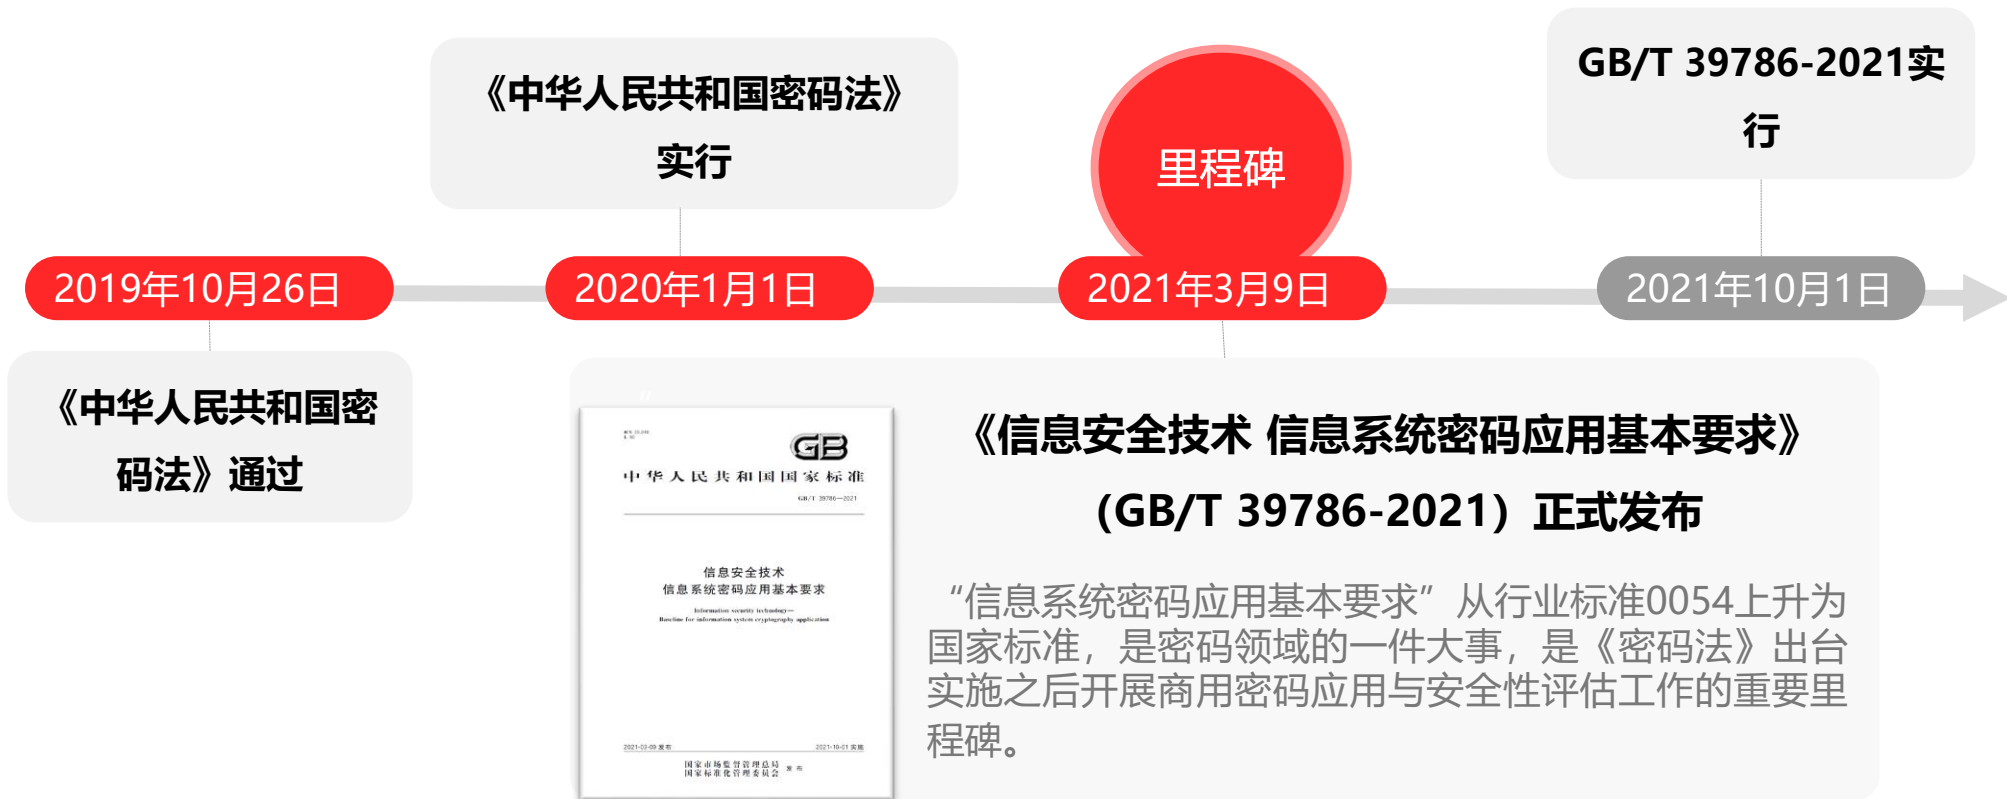 《中华人民共和国密码法》
实行
里程碑
GB/T 39786-2021实
行
2019年10月26日
2020年1月1日
2021年3月9日
2021年10月1日
《中华人民共和国密
码法》通过
GB
中华人民共和国国家标准
GB/T 39786—2021
信息安全技术
信息系统密码应用基本要求
Information security technology—
Baseline for information system cryptography application
2021-03-09 发布
2021-10-01 实施
国家市场监督管理总局
国家标准化管理委员会
发 布
《信息安全技术 信息系统密码应用基本要求》
（GB/T 39786-2021）正式发布
“信息系统密码应用基本要求”从行业标准0054上升为
国家标准，是密码领域的一件大事，是《密码法》出台
实施之后开展商用密码应用与安全性评估工作的重要里
程碑。